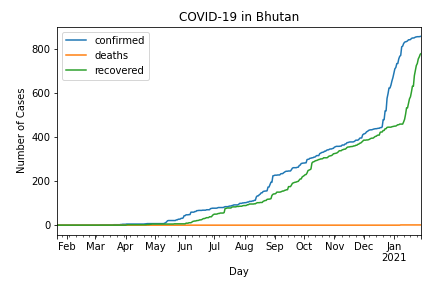 COVID-19 in Bhutan
confirmed
deaths
recovered
Number of Cases
800
600
400
200
0
Feb Mar Apr May Jun Jul Aug Sep Oct Nov Dec Jan
2021
Day